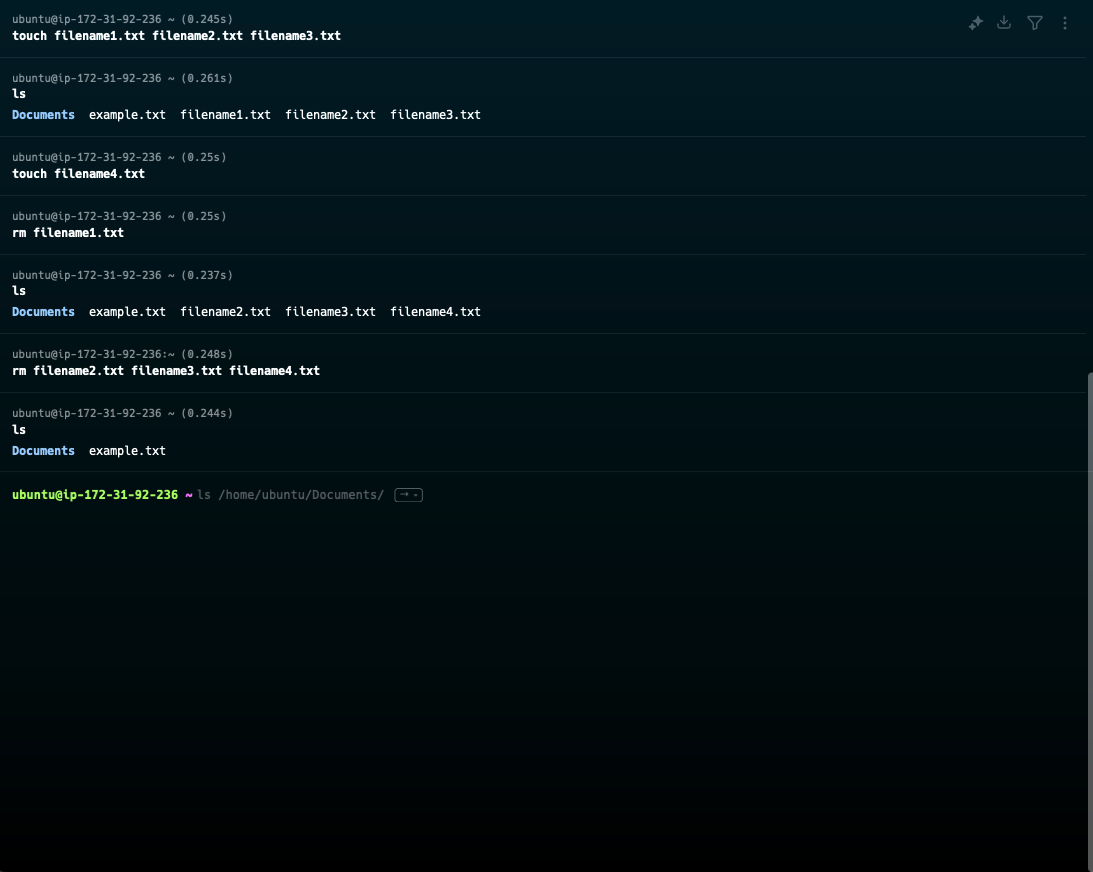 ubuntu@ip-172-31-92-236 ~ (0.245s)
touch filename1.txt filename2.txt filename3.txt
ubuntu@ip-172-31-92-236 ~ (0.261s)
ls
Documents  example.txt  filename1.txt  filename2.txt  filename3.txt
ubuntu@ip-172-31-92-236 ~ (0.25s)
touch filename4.txt
ubuntu@ip-172-31-92-236 ~ (0.25s)
rm filename1.txt
ubuntu@ip-172-31-92-236 ~ (0.237s)
ls
Documents  example.txt  filename2.txt  filename3.txt  filename4.txt
ubuntu@ip-172-31-92-236:~ (0.248s)
rm filename2.txt filename3.txt filename4.txt
ubuntu@ip-172-31-92-236 ~ (0.244s)
ls
Documents  example.txt
ubuntu@ip-172-31-92-236 ~ ls /home/ubuntu/Documents/